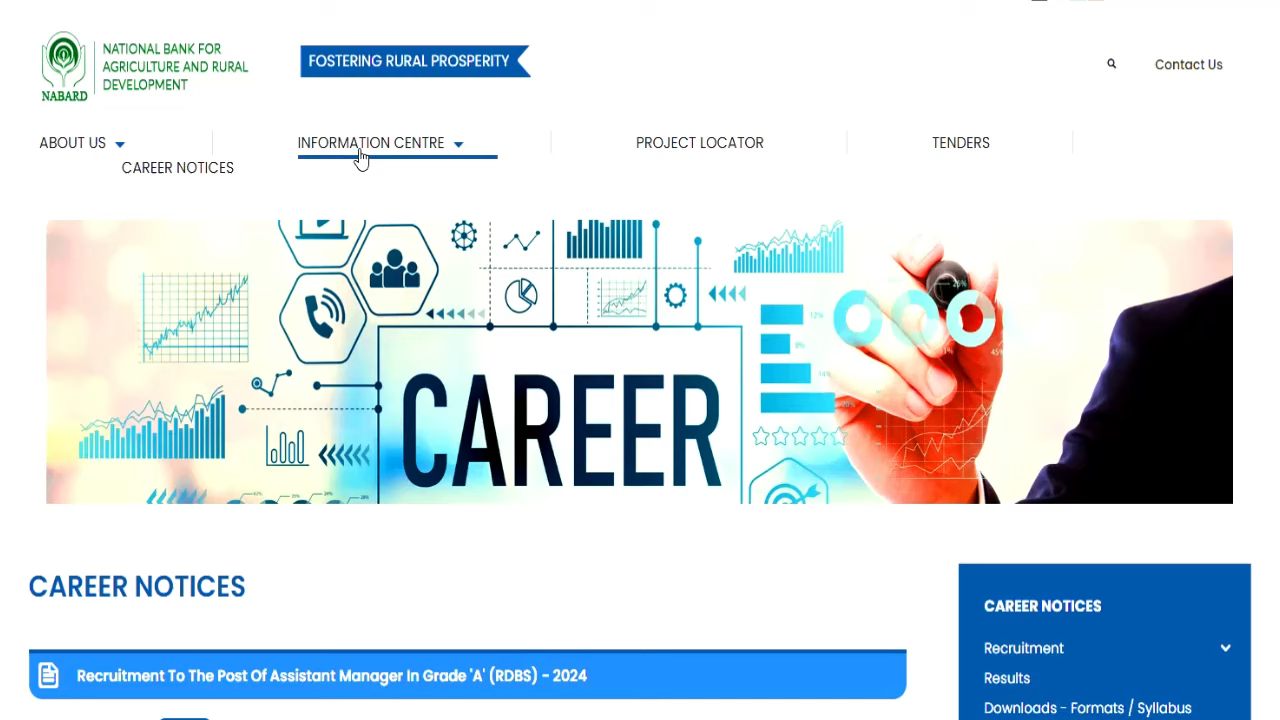 NATIONAL BANK FOR
AGRICULTURE AND RURAL
DEVELOPMENT
NABARD
FOSTERING RURAL PROSPERITY
Contact Us
ABOUT US
INFORMATION CENTRE
PROJECT LOCATOR
TENDERS
CAREER NOTICES
CAREER
CAREER NOTICES
Recruitment To The Post Of Assistant Manager In Grade 'A' (RDBS) - 2024
CAREER NOTICES
Recruitment
Results
Downloads - Formats / Syllabus